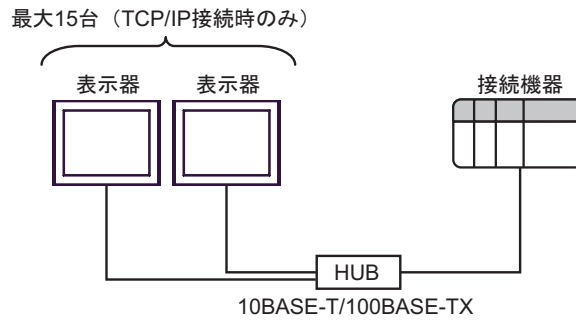 最大15台（TCP/IP接続時のみ）
表示器
表示器
接続機器
HUB
10BASE-T/100BASE-TX